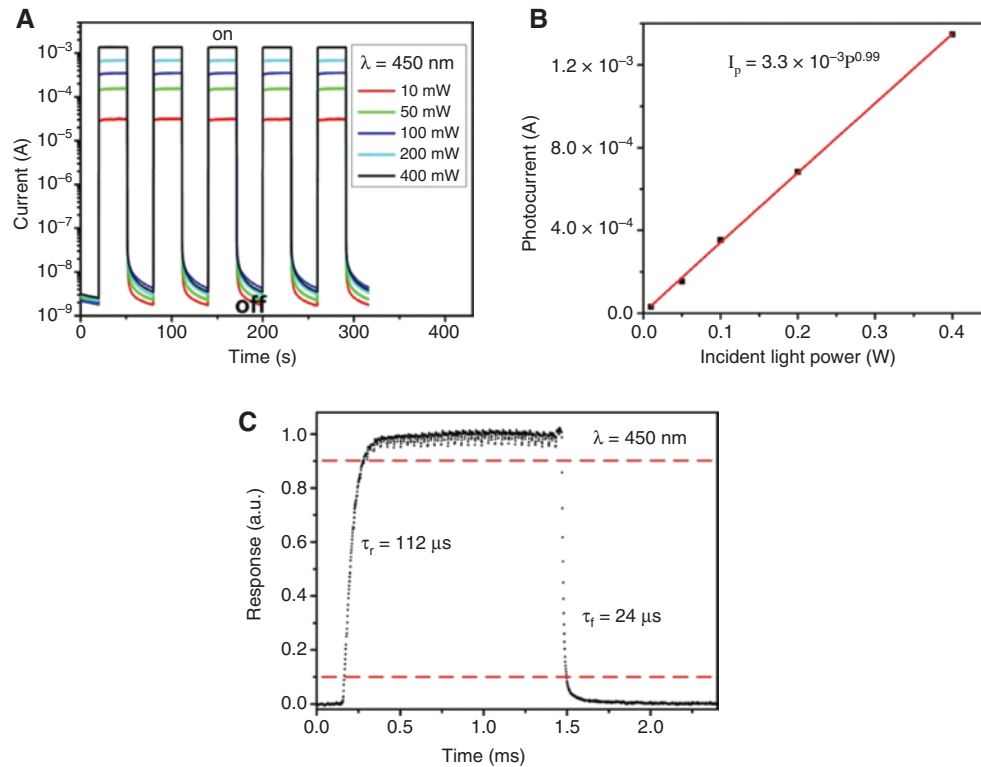 A
on
λ = 450 nm
10 mW
50 mW
100 mW
200 mW
400 mW
off
10⁻³
10⁻⁴
10⁻⁵
10⁻⁶
10⁻⁷
10⁻⁸
10⁻⁹
Current (A)
0 100 200 300 400
Time (s)
B
Iₚ = 3.3 × 10⁻³P⁰·⁹⁹
1.2 × 10⁻³
8.0 × 10⁻⁴
4.0 × 10⁻⁴
0.0
Photocurrent (A)
0.0 0.1 0.2 0.3 0.4
Incident light power (W)
C
λ = 450 nm
τᵣ = 112 μs
τf = 24 μs
1.0
0.8
0.6
0.4
0.2
0.0
Response (a.u.)
0.0 0.5 1.0 1.5 2.0
Time (ms)